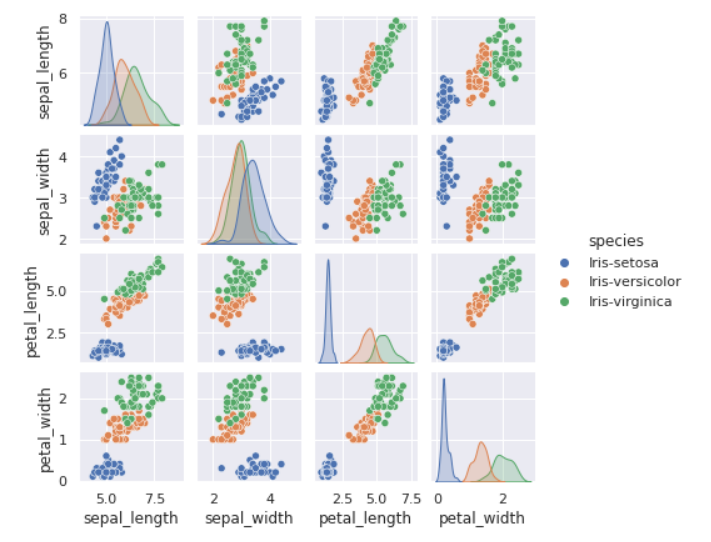 8
6
sepal_length
4
3
2
sepal_width
5.0
2.5
petal_length
2
1
0
petal_width
5.0 7.5 2 4 2.5 5.0 7.5 0 2
sepal_length sepal_width petal_length petal_width
species
Iris-setosa
Iris-versicolor
Iris-virginica